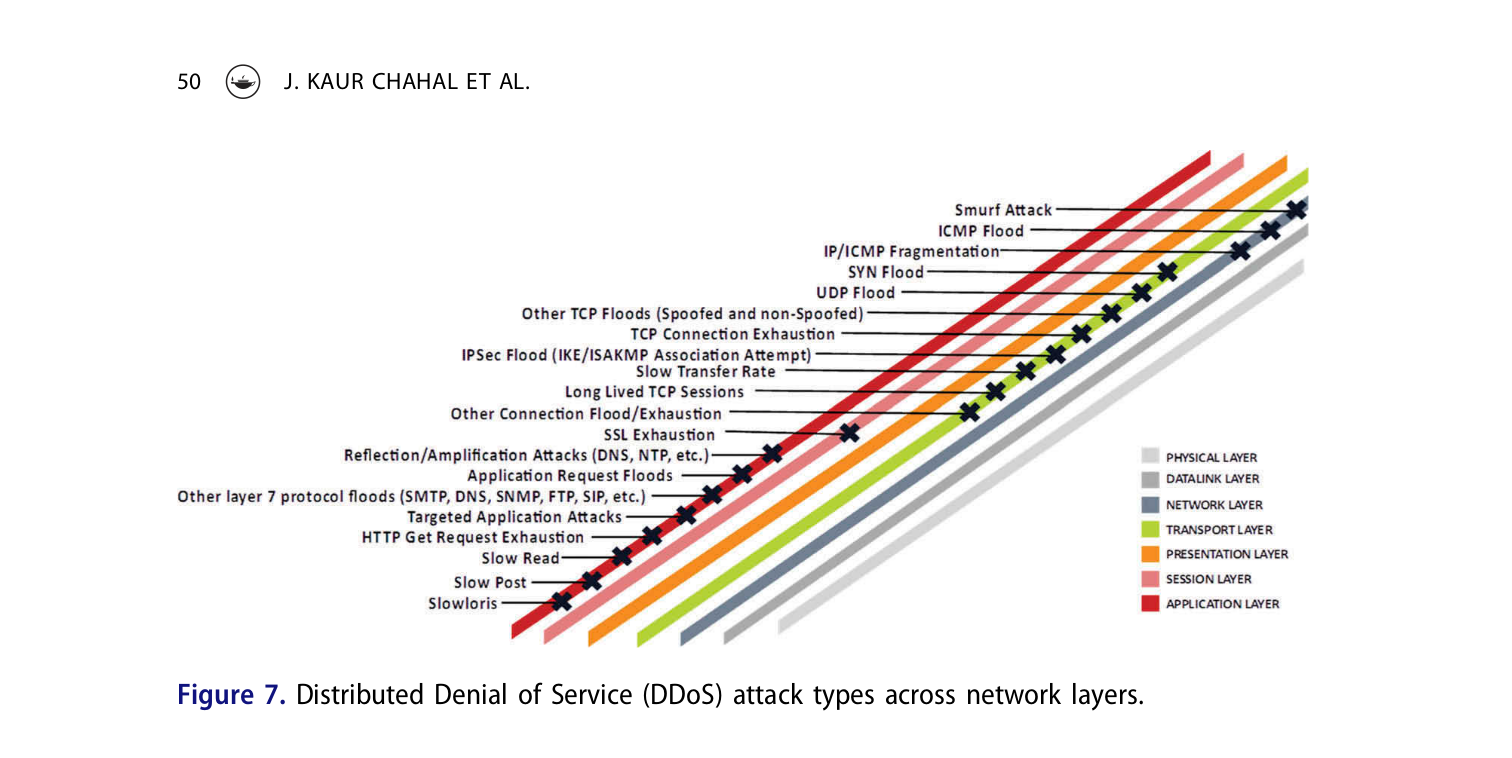 50 J. KAUR CHAHAL ET AL.
Smurf Attack
ICMP Flood
IP/ICMP Fragmentation
SYN Flood
UDP Flood
Other TCP Floods (Spoofed and non-Spoofed)
TCP Connection Exhaustion
IPSec Flood (IKE/ISAKMP Association Attempt)
Slow Transfer Rate
Long Lived TCP Sessions
Other Connection Flood/Exhaustion
SSL Exhaustion
Reflection/Amplification Attacks (DNS, NTP, etc.)
Application Request Floods
Other layer 7 protocol floods (SMTP, DNS, SNMP, FTP, SIP, etc.)
Targeted Application Attacks
HTTP Get Request Exhaustion
Slow Read
Slow Post
Slowloris
PHYSICAL LAYER
DATALINK LAYER
NETWORK LAYER
TRANSPORT LAYER
PRESENTATION LAYER
SESSION LAYER
APPLICATION LAYER
Figure 7. Distributed Denial of Service (DDoS) attack types across network layers.